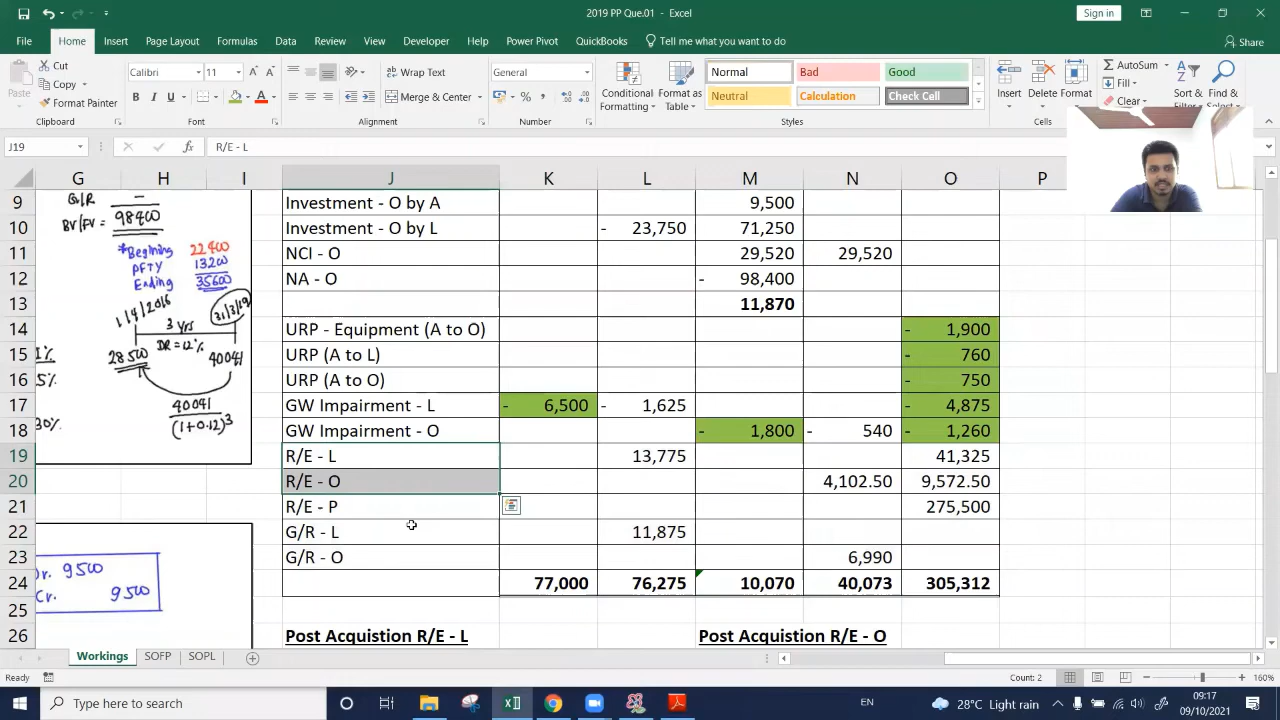 2019 PP Que.01 - Excel
Sign in
File Home Insert Page Layout Formulas Data Review View Developer Help Power Pivot QuickBooks Tell me what you want to do Share
Paste
Cut
Copy
Format Painter
Calibri 11
B I U
Wrap Text
Merge & Center
General
Conditional Formatting
Format as Table
Normal Bad Good
Neutral Calculation Check Cell
Insert Delete Format
AutoSum
Fill
Clear
Sort & Filter
Find & Select
Clipboard Font Alignment Number Styles Cells
J19 fx R/E - L
G H I J K L M N O P
G/R -
BV/FV = 98400
*Beginning 22400
PFTY 13200
Ending 35600
1/4/2016 31/3/19
3 yrs
28500 DR = 12% 40041
40041
(1+0.12)3
1%
5%
30%
Dr. 9500
Cr. 9500
9 Investment - O by A 9,500
10 Investment - O by L - 23,750 71,250
11 NCI - O 29,520 29,520
12 NA - O - 98,400
13 11,870
14 URP - Equipment (A to O) - 1,900
15 URP (A to L) - 760
16 URP (A to O) - 750
17 GW Impairment - L - 6,500 - 1,625 - 4,875
18 GW Impairment - O - 1,800 - 540 - 1,260
19 R/E - L 13,775 41,325
20 R/E - O 4,102.50 9,572.50
21 R/E - P 275,500
22 G/R - L 11,875
23 G/R - O 6,990
24 77,000 76,275 10,070 40,073 305,312
25
26 Post Acquistion R/E - L Post Acquistion R/E - O
Workings SOFP SOPL
Count: 2 160%
Type here to search
EN
28°C Light rain
09:17
09/10/2021